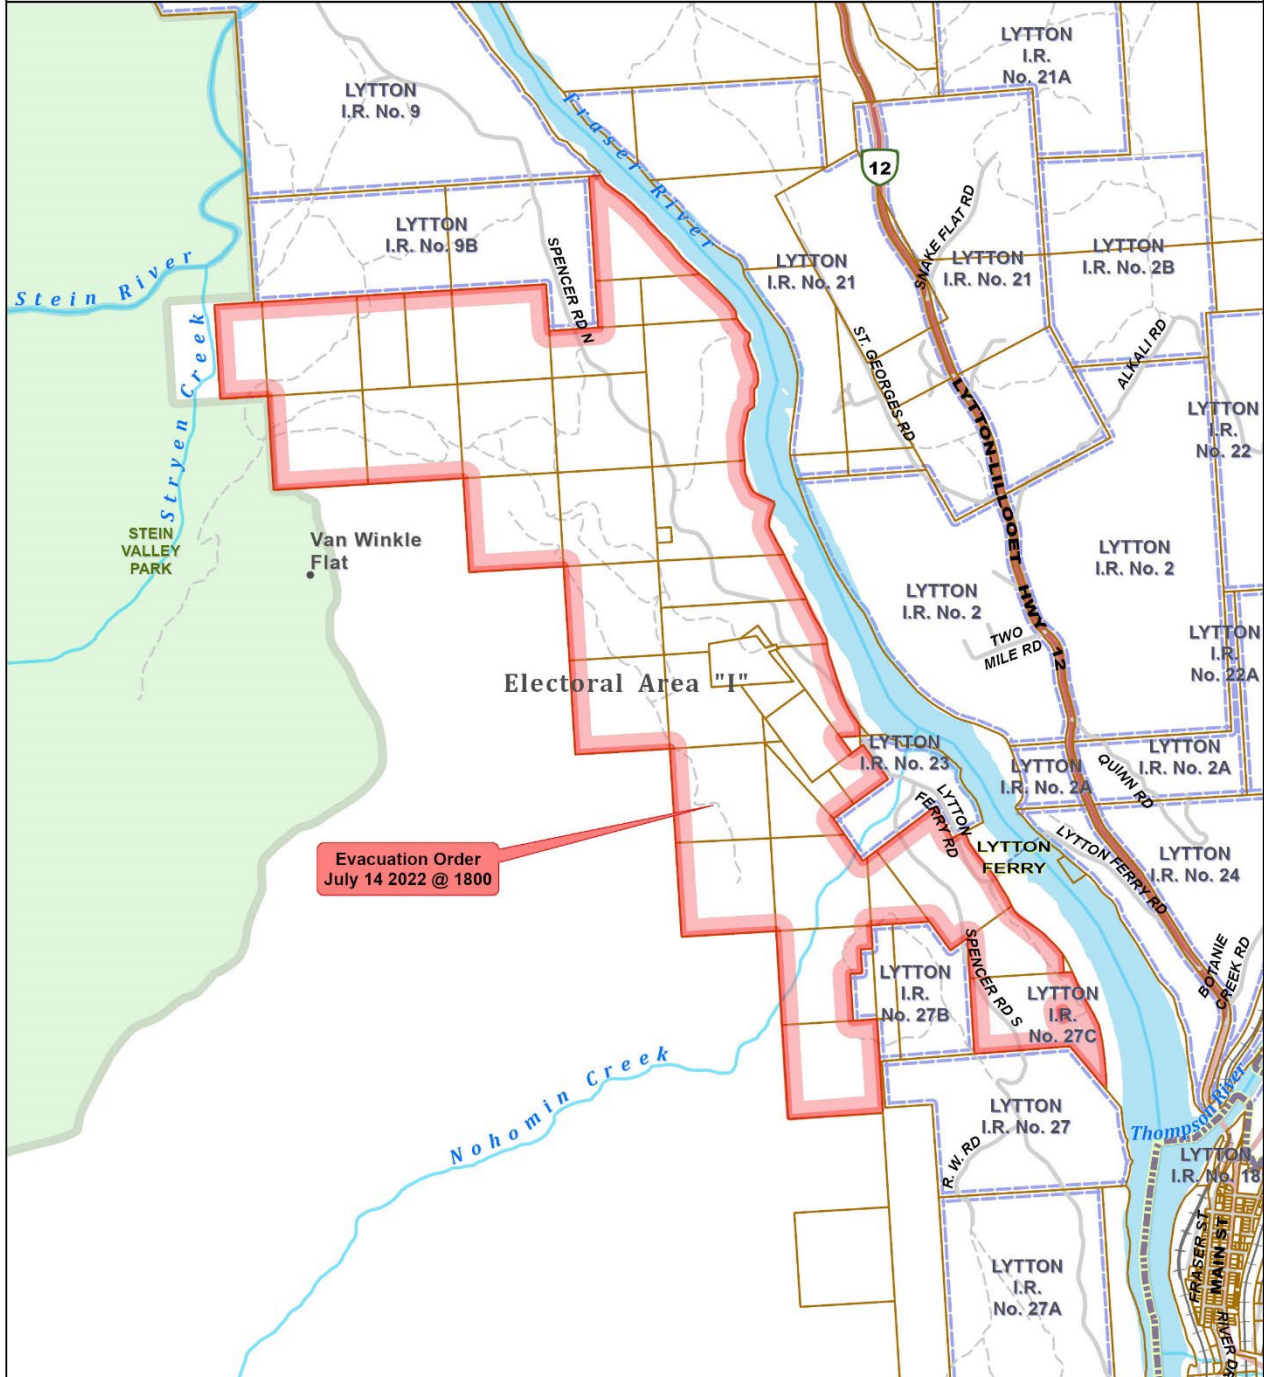 LYTTON
I.R.
No. 21A
LYTTON
I.R. No. 9
Fraser River
12
SNAKE FLAT RD
LYTTON
I.R. No. 9B
SPENCER RD N
LYTTON
I.R. No. 21
LYTTON
I.R. No. 21
LYTTON
I.R. No. 2B
Stein River
Stryen Creek
ST. GEORGES RD
ALKALI RD
LYTTON-LILLOOET HWY 12
LYTTON
I.R.
No. 22
STEIN
VALLEY
PARK
Van Winkle
Flat
LYTTON
I.R. No. 2
LYTTON
I.R. No. 2
TWO
MILE RD
LYTTON
I.R.
No. 22A
Electoral Area "I"
LYTTON
I.R. No. 23
LYTTON
I.R. No. 2A
QUINN RD
LYTTON
I.R. No. 2A
LYTTON
FERRY RD
LYTTON
FERRY
LYTTON FERRY RD
LYTTON
I.R. No. 24
Evacuation Order
July 14 2022 @ 1800
SPENCER RD S
LYTTON
I.R.
No. 27B
LYTTON
I.R.
No. 27C
BOTANIE
CREEK RD
Nohomin Creek
LYTTON
I.R. No. 27
R. W. RD
Thompson River
LYTTON
I.R. No. 18
LYTTON
I.R.
No. 27A
FRASER ST
MAIN ST
RIVER DR